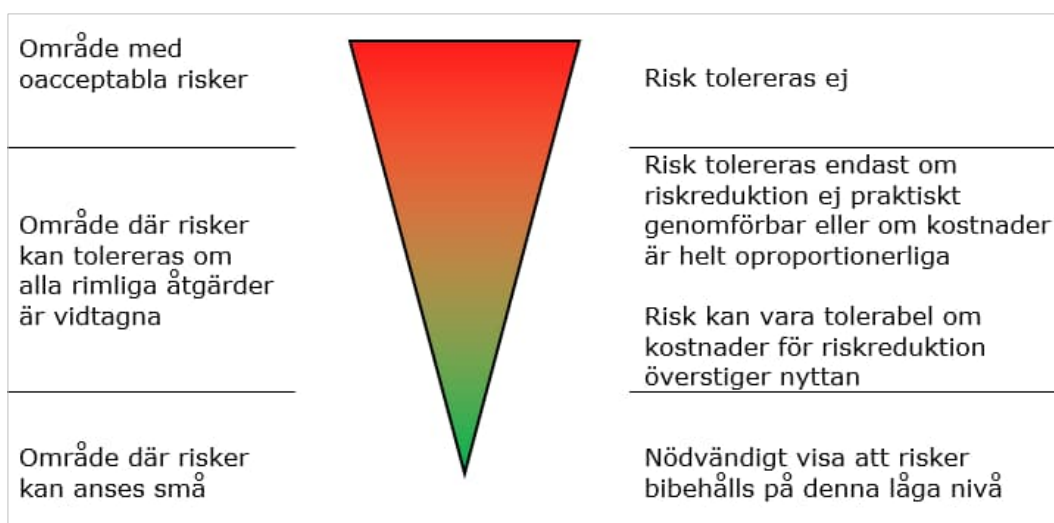 Område med
oacceptabla risker
Risk tolereras ej
Område där risker
kan tolereras om
alla rimliga åtgärder
är vidtagna
Risk tolereras endast om
riskreduktion ej praktiskt
genomförbar eller om kostnader
är helt oproportionerliga
Risk kan vara tolerabel om
kostnader för riskreduktion
överstiger nyttan
Område där risker
kan anses små
Nödvändigt visa att risker
bibehålls på denna låga nivå